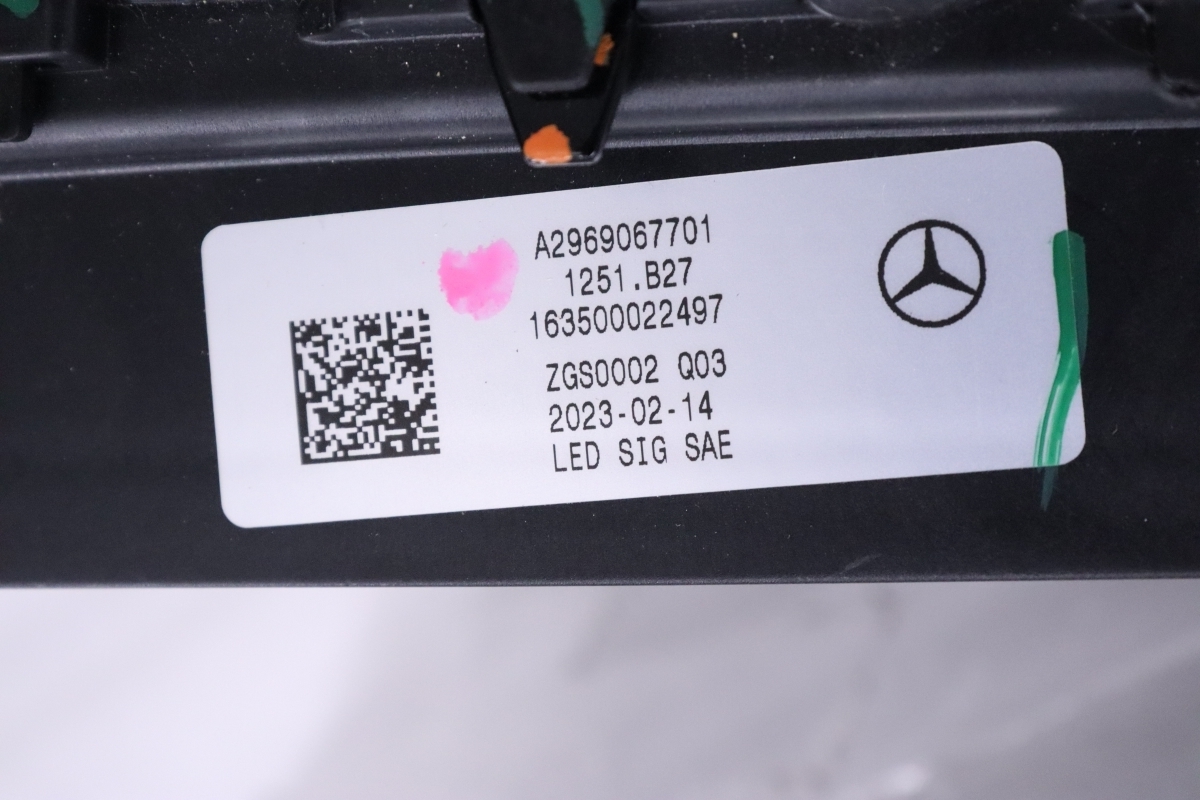 A2969067701
1251.B27
163500022497
ZGS0002 Q03
2023-02-14
LED SIG SAE